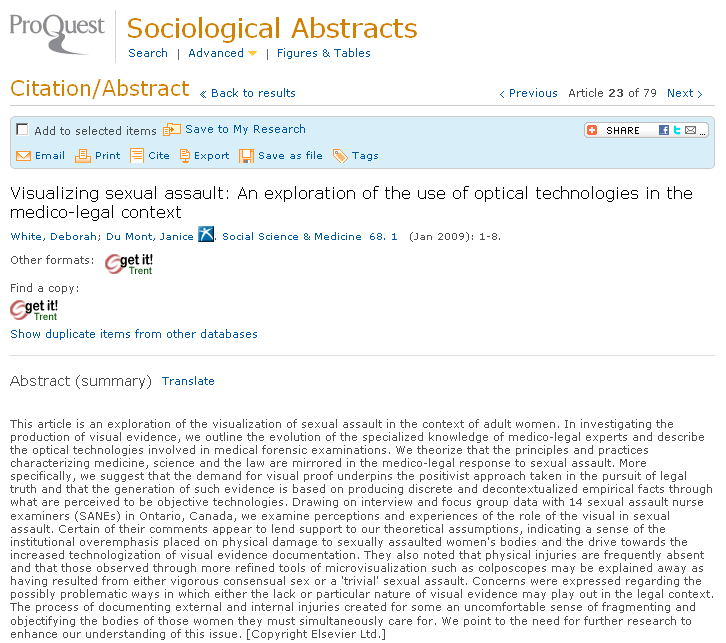 ProQuest Sociological Abstracts
Search | Advanced | Figures & Tables
Citation/Abstract « Back to results < Previous Article 23 of 79 Next >
Add to selected items Save to My Research SHARE ...
Email Print Cite Export Save as file Tags
Visualizing sexual assault: An exploration of the use of optical technologies in the
medico-legal context
White, Deborah; Du Mont, Janice. Social Science & Medicine 68. 1 (Jan 2009): 1-8.
Other formats: get it! Trent
Find a copy:
get it! Trent
Show duplicate items from other databases
Abstract (summary) Translate
This article is an exploration of the visualization of sexual assault in the context of adult women. In investigating the
production of visual evidence, we outline the evolution of the specialized knowledge of medico-legal experts and describe
the optical technologies involved in medical forensic examinations. We theorize that the principles and practices
characterizing medicine, science and the law are mirrored in the medico-legal response to sexual assault. More
specifically, we suggest that the demand for visual proof underpins the positivist approach taken in the pursuit of legal
truth and that the generation of such evidence is based on producing discrete and decontextualized empirical facts through
what are perceived to be objective technologies. Drawing on interview and focus group data with 14 sexual assault nurse
examiners (SANEs) in Ontario, Canada, we examine perceptions and experiences of the role of the visual in sexual
assault. Certain of their comments appear to lend support to our theoretical assumptions, indicating a sense of the
institutional overemphasis placed on physical damage to sexually assaulted women's bodies and the drive towards the
increased technologization of visual evidence documentation. They also noted that physical injuries are frequently absent
and that those observed through more refined tools of microvisualization such as colposcopes may be explained away as
having resulted from either vigorous consensual sex or a 'trivial' sexual assault. Concerns were expressed regarding the
possibly problematic ways in which either the lack or particular nature of visual evidence may play out in the legal context.
The process of documenting external and internal injuries created for some an uncomfortable sense of fragmenting and
objectifying the bodies of those women they must simultaneously care for. We point to the need for further research to
enhance our understanding of this issue. [Copyright Elsevier Ltd.]